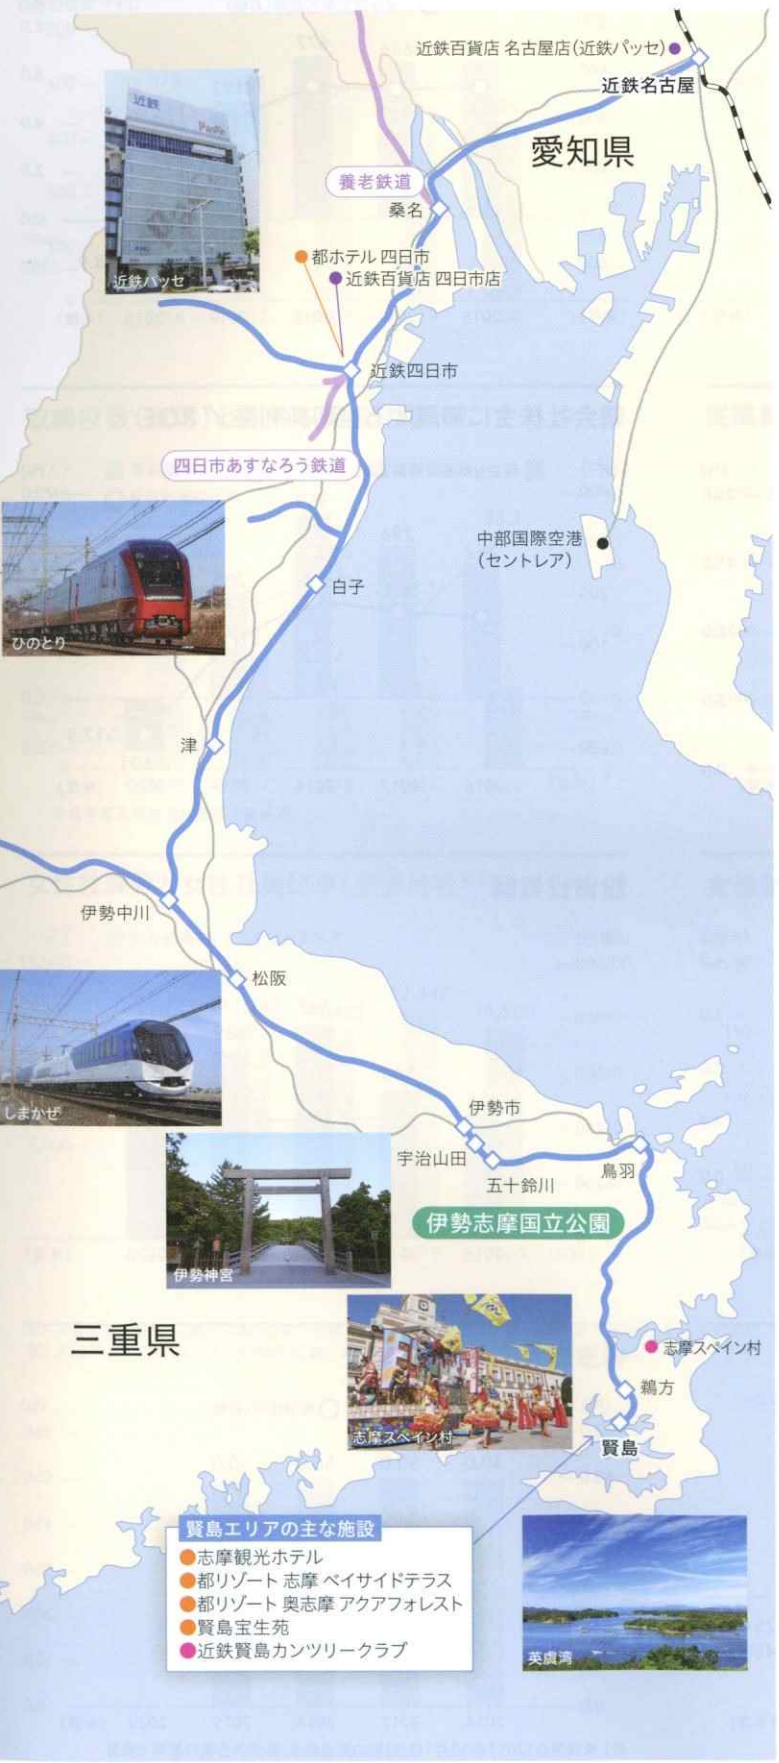 近鉄百貨店 名古屋店(近鉄パッセ)
近鉄名古屋
愛知県
近鉄
Passe
近鉄パッセ
養老鉄道
桑名
都ホテル 四日市
近鉄百貨店 四日市店
近鉄四日市
四日市あすなろう鉄道
中部国際空港
(セントレア)
ひのとり
白子
津
伊勢中川
松阪
しまかぜ
伊勢市
宇治山田
五十鈴川
鳥羽
伊勢志摩国立公園
伊勢神宮
三重県
志摩スペイン村
鵜方
志摩スペイン村
賢島
賢島エリアの主な施設
志摩観光ホテル
都リゾート 志摩 ベイサイドテラス
都リゾート 奥志摩 アクアフォレスト
賢島宝生苑
近鉄賢島カンツリークラブ
英虞湾